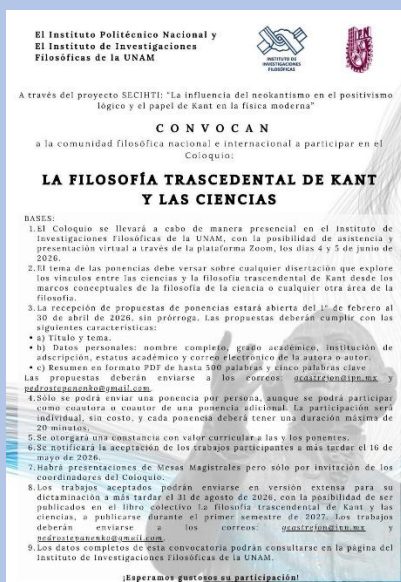 El Instituto Politécnico Nacional y
El Instituto de Investigaciones
Filosóficas de la UNAM
INSTITUTO DE
INVESTIGACIONES
FILOSÓFICAS
IPN
A través del proyecto SECIHTI: "La influencia del neokantismo en el positivismo
lógico y el papel de Kant en la física moderna"
CONVOCAN
a la comunidad filosófica nacional e internacional a participar en el
Coloquio:
LA FILOSOFÍA TRASCEDENTAL DE KANT
Y LAS CIENCIAS
BASES:
1. El Coloquio se llevará a cabo de manera presencial en el Instituto de
Investigaciones Filosóficas de la UNAM, con la posibilidad de asistencia y
presentación virtual a través de la plataforma Zoom, los días 4 y 5 de junio de
2026.
2. El tema de las ponencias debe versar sobre cualquier disertación que explore
los vínculos entre las ciencias y la filosofía trascendental de Kant desde los
marcos conceptuales de la filosofía de la ciencia o cualquier otra área de la
filosofía.
3. La recepción de propuestas de ponencias estará abierta del 1° de febrero al
30 de abril de 2026, sin prórroga. Las propuestas deberán cumplir con las
siguientes características:
• a) Título y tema.
• b) Datos personales: nombre completo, grado académico, institución de
adscripción, estatus académico y correo electrónico de la autora o autor.
• c) Resumen en formato PDF de hasta 500 palabras y cinco palabras clave
Las propuestas deberán enviarse a los correos: acastrejon@ipn.mx y
pedrostepanenko@gmail.com.
4. Sólo se podrá enviar una ponencia por persona, aunque se podrá participar
como coautora o coautor de una ponencia adicional. La participación será
individual, sin costo, y cada ponencia deberá tener una duración máxima de
20 minutos.
5. Se otorgará una constancia con valor curricular a las y los ponentes.
6. Se notificará la aceptación de los trabajos participantes a más tardar el 16 de
mayo de 2026.
7. Habrá presentaciones de Mesas Magistrales pero sólo por invitación de los
coordinadores del Coloquio.
8. Los trabajos aceptados podrán enviarse en versión extensa para su
dictaminación a más tardar el 31 de agosto de 2026, con la posibilidad de ser
publicados en el libro colectivo La filosofía trascendental de Kant y las
ciencias, a publicarse durante el primer semestre de 2027. Los trabajos
deberán enviarse a los correos: acastrejon@ipn.mx y
pedrostepanenko@gmail.com.
9. Los datos completos de esta convocatoria podrán consultarse en la página del
Instituto de Investigaciones Filosóficas de la UNAM.
¡Esperamos gustosos su participación!